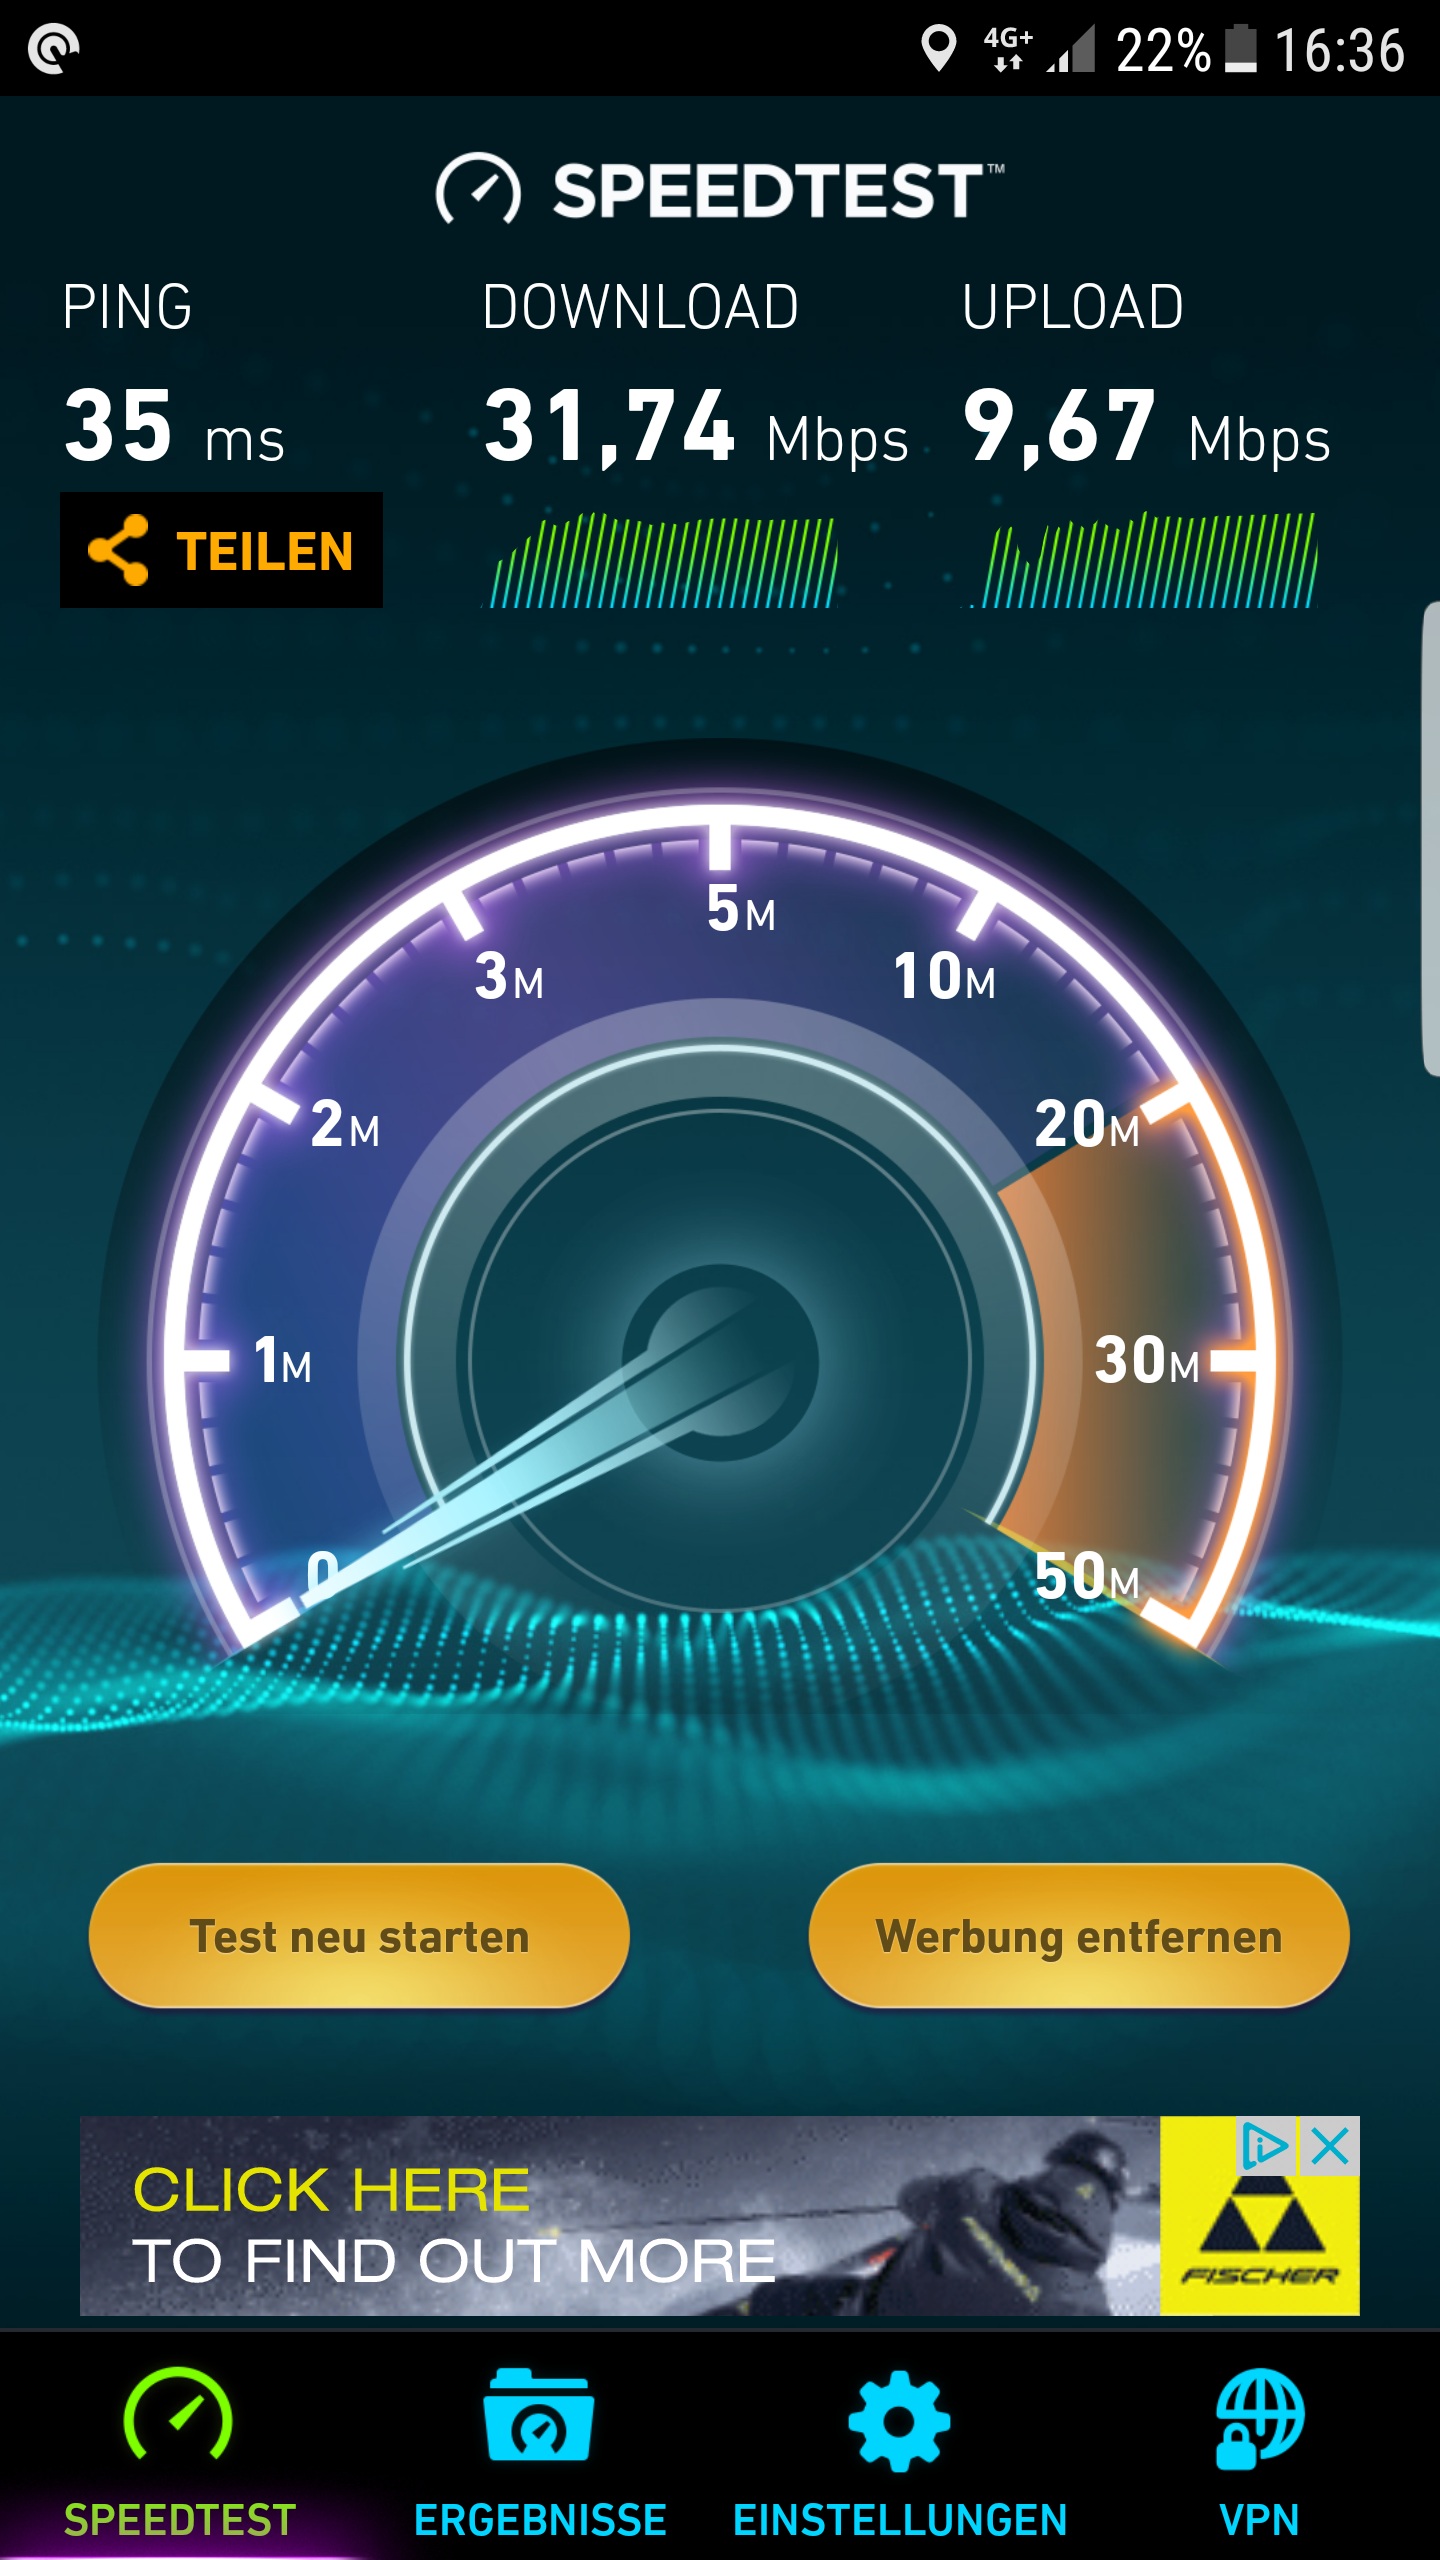 4G+ 22% 16:36
SPEEDTEST™
PING DOWNLOAD UPLOAD
35 ms 31,74 Mbps 9,67 Mbps
TEILEN
5M
3M 10M
2M 20M
1M 30M
0 50M
Test neu starten Werbung entfernen
CLICK HERE
TO FIND OUT MORE
FISCHER
SPEEDTEST ERGEBNISSE EINSTELLUNGEN VPN